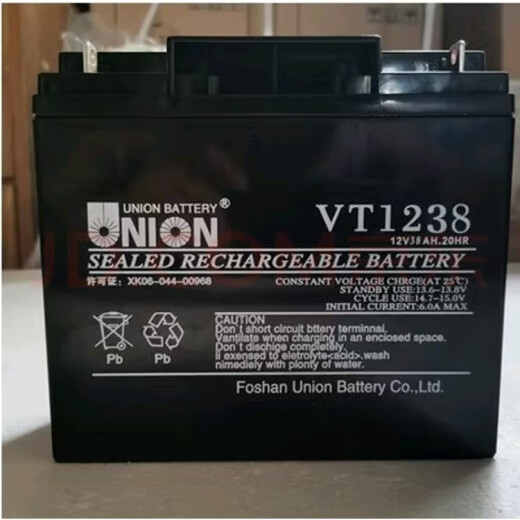 UNION BATTERY®
UNION
VT1238
12V38AH.20HR
SEALED RECHARGEABLE BATTERY
许可证: XK06-044-00968
CONSTANT VOLTAGE CHRGE(AT 25℃)
STANDBY USE:13.6-13.8V
CYCLE USE:14.7-15.0V
INITIAL CURRENT:6.0A MAX
CAUTION
Don't short circuit bttery terminnai,
Vantilate when charging in an enclosed space.
Don't dischige completly.
Ii exensed to eletrolyte<acid>,wash
nimediely with plonty of water.
Pb
Pb
Foshan Union Battery Co.,Ltd.